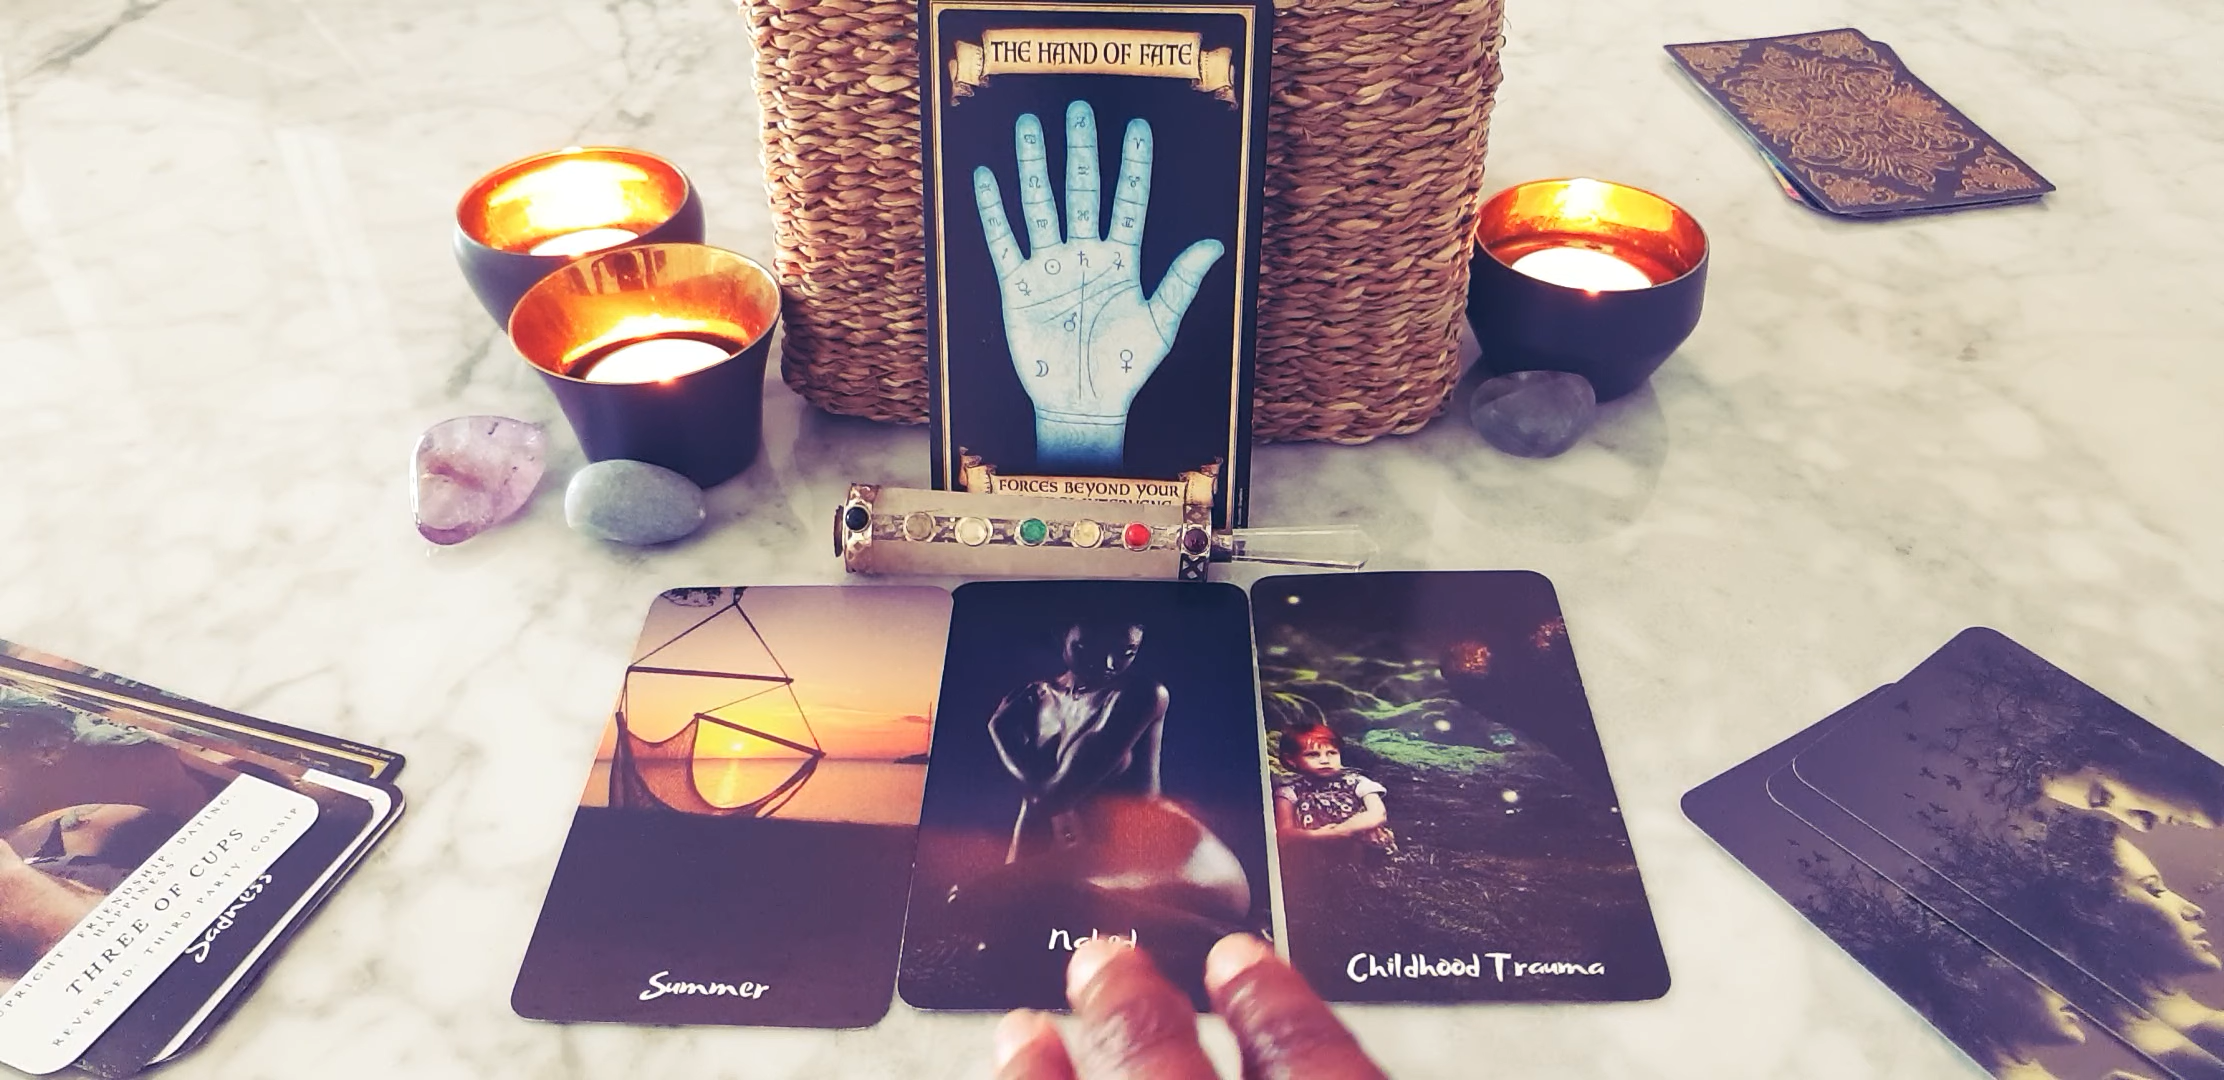 THE HAND OF FATE
FORCES BEYOND YOUR
Summer
Childhood Trauma
UPRIGHT: FRIENDSHIP · DATING
HAPPINESS
THREE OF CUPS
REVERSED: THIRD PARTY · GOSSIP
Sadness